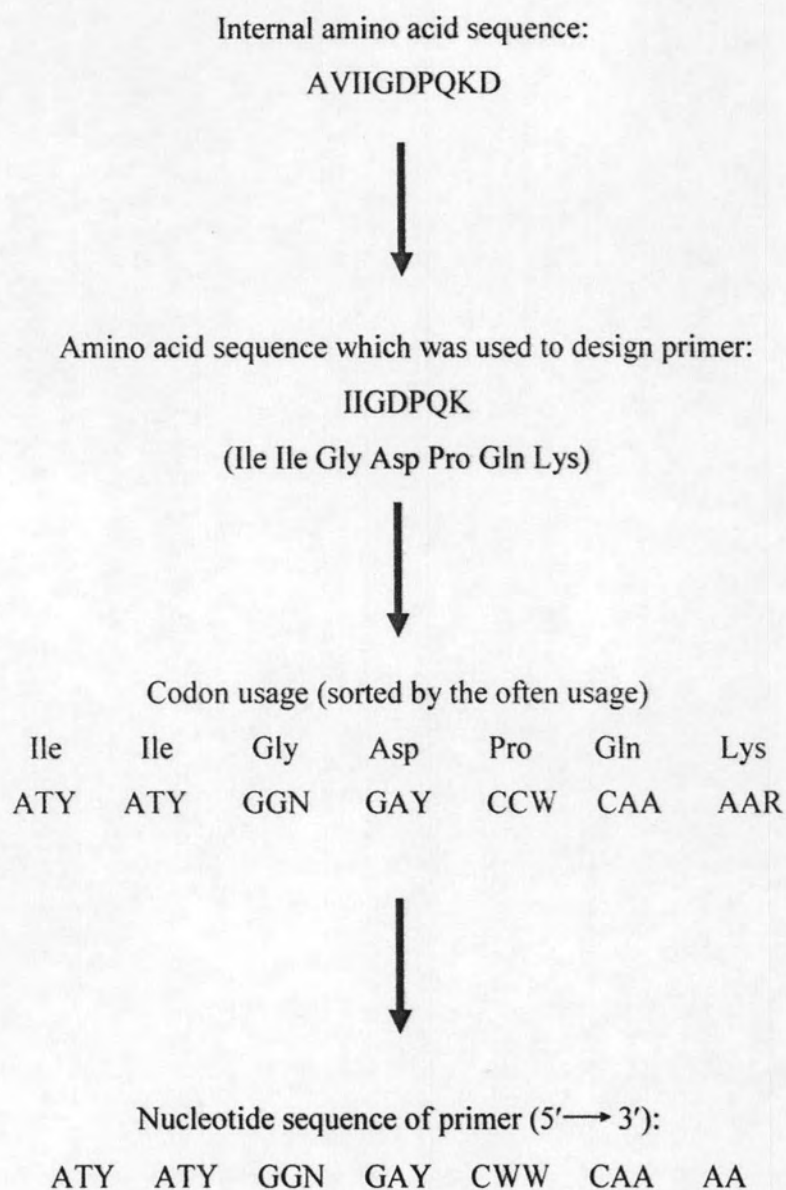 Internal amino acid sequence:
AVIIGDPQKD
Amino acid sequence which was used to design primer:
IIGDPQK
(Ile Ile Gly Asp Pro Gln Lys)
Codon usage (sorted by the often usage)
Ile Ile Gly Asp Pro Gln Lys
ATY ATY GGN GAY CCW CAA AAR
Nucleotide sequence of primer (5′⟶ 3′):
ATY ATY GGN GAY CWW CAA AA